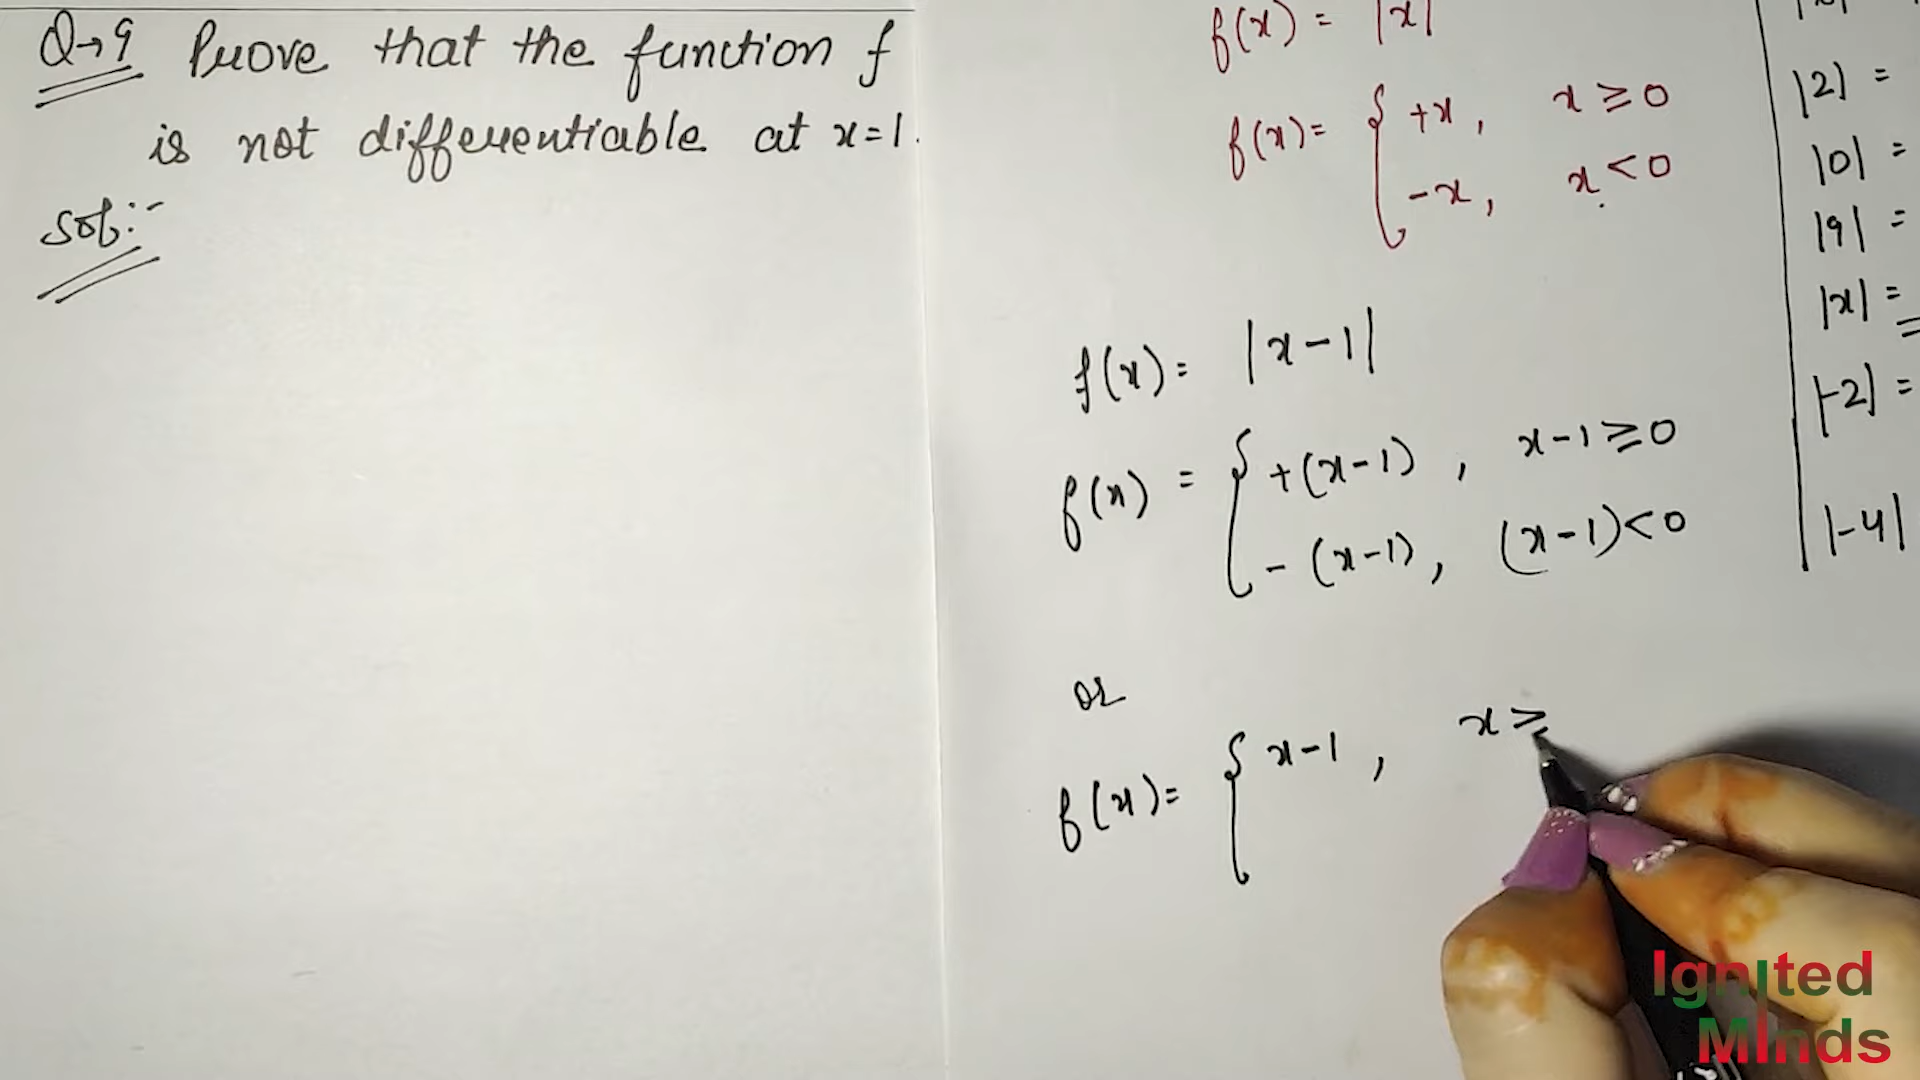 Q→9 Prove that the function f
is not differentiable at x=1.
Sol:-
f(x) = |x|
f(x) = { +x, x ≥ 0
-x, x < 0
f(x) = |x-1|
f(x) = { +(x-1), x-1 ≥ 0
- (x-1), (x-1) < 0
or
f(x) = { x-1, x ≥
|2| =
|0| =
|9| =
|x| =
|-2| =
|-4|
Ignited
Minds